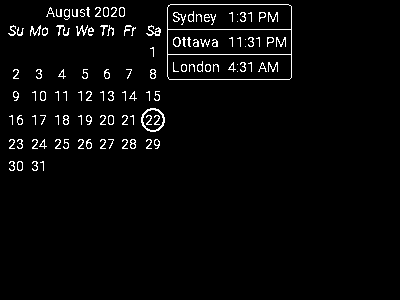 August 2020
Su Mo Tu We Th Fr Sa
1
2 3 4 5 6 7 8
9 10 11 12 13 14 15
16 17 18 19 20 21 22
23 24 25 26 27 28 29
30 31
Sydney 1:31 PM
Ottawa 11:31 PM
London 4:31 AM